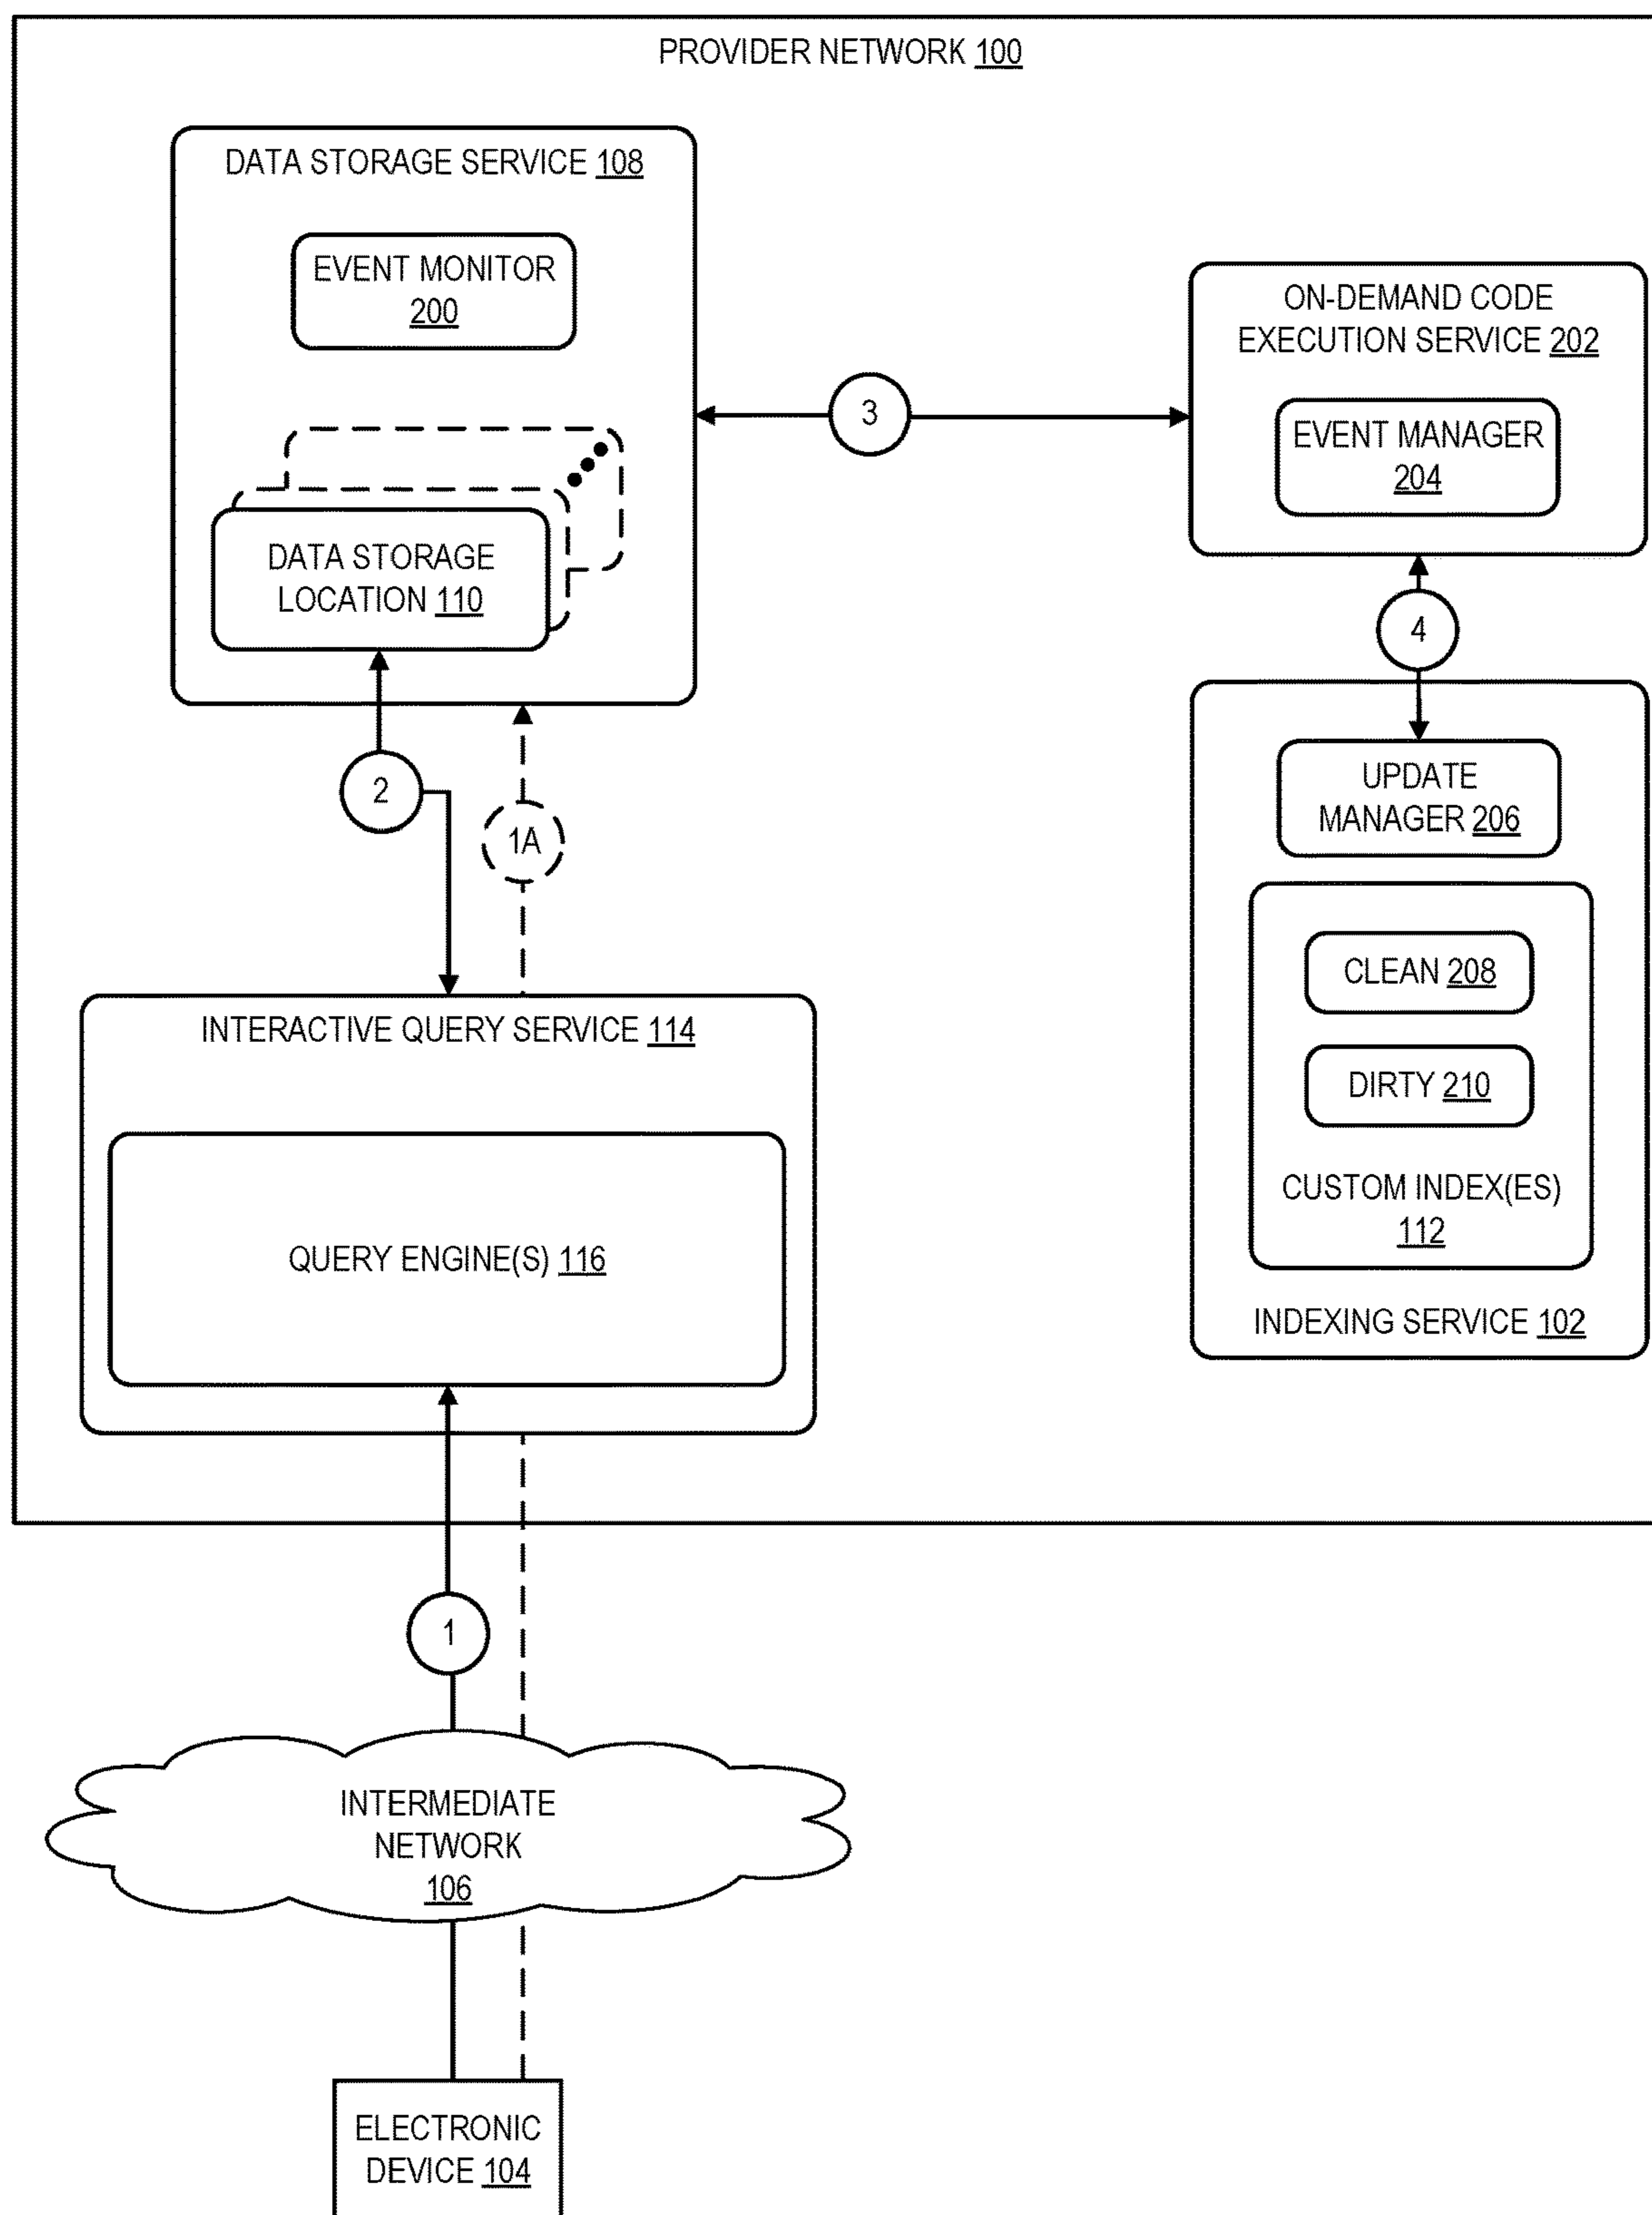 PROVIDER NETWORK 100
DATA STORAGE SERVICE 108
EVENT MONITOR
200
DATA STORAGE
LOCATION 110
3
ON-DEMAND CODE
EXECUTION SERVICE 202
EVENT MANAGER
204
4
UPDATE
MANAGER 206
CLEAN 208
DIRTY 210
CUSTOM INDEX(ES)
112
INDEXING SERVICE 102
2
1A
INTERACTIVE QUERY SERVICE 114
QUERY ENGINE(S) 116
1
INTERMEDIATE
NETWORK
106
ELECTRONIC
DEVICE 104